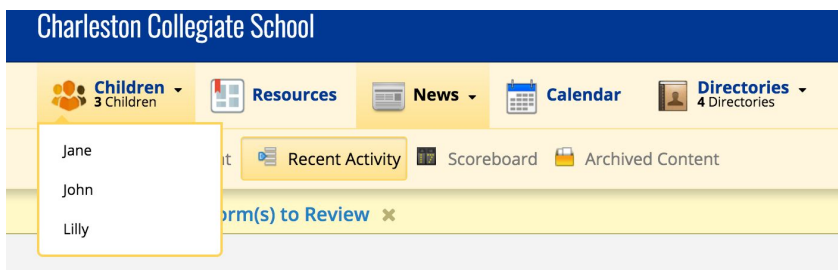 Charleston Collegiate School
Children
3 Children
Resources
News
Calendar
Directories
4 Directories
Jane
John
Lilly
Recent Activity
Scoreboard
Archived Content
to Review